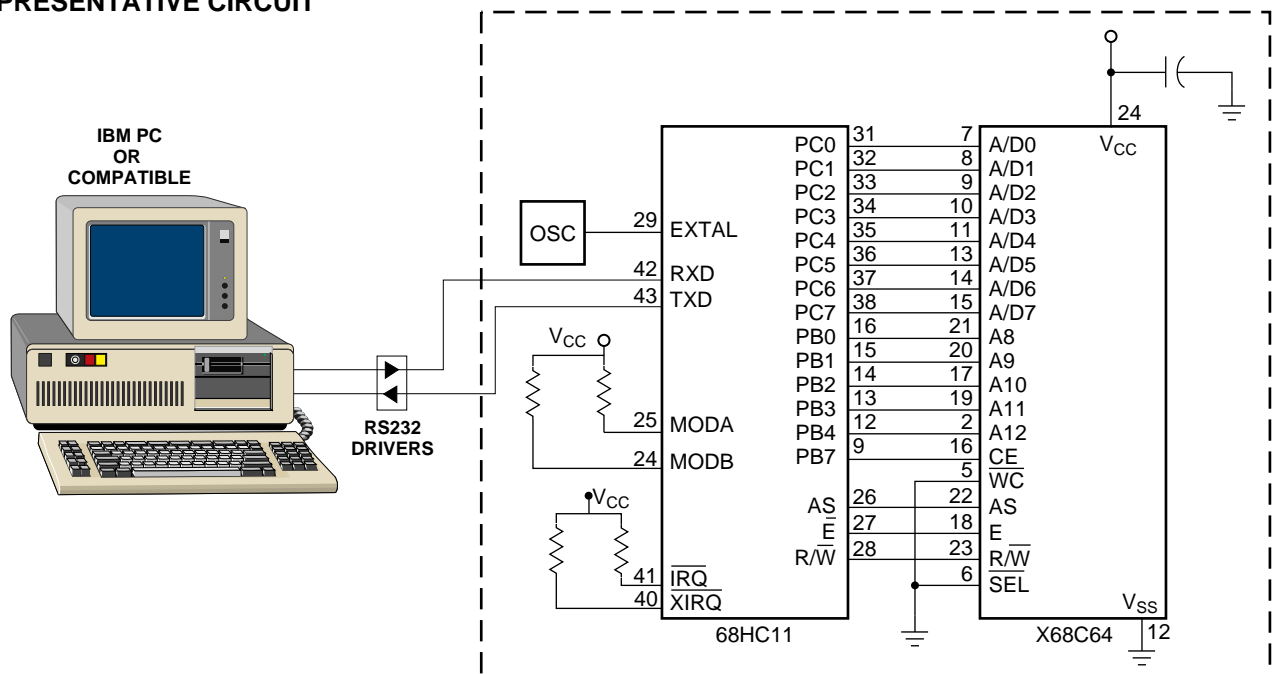 PRESENTATIVE CIRCUIT
IBM PC
OR
COMPATIBLE
RS232
DRIVERS
OSC
29 EXTAL
42 RXD
43 TXD
VCC
25 MODA
24 MODB
VCC
41 IRQ
40 XIRQ
PC0 31 7 A/D0
PC1 32 8 A/D1
PC2 33 9 A/D2
PC3 34 10 A/D3
PC4 35 11 A/D4
PC5 36 13 A/D5
PC6 37 14 A/D6
PC7 38 15 A/D7
PB0 16 21 A8
PB1 15 20 A9
PB2 14 17 A10
PB3 13 19 A11
PB4 12 2 A12
PB7 9 16 CE
5 WC
AS 26 22 AS
E 27 18 E
R/W 28 23 R/W
6 SEL
24
VCC
VSS
12
68HC11
X68C64